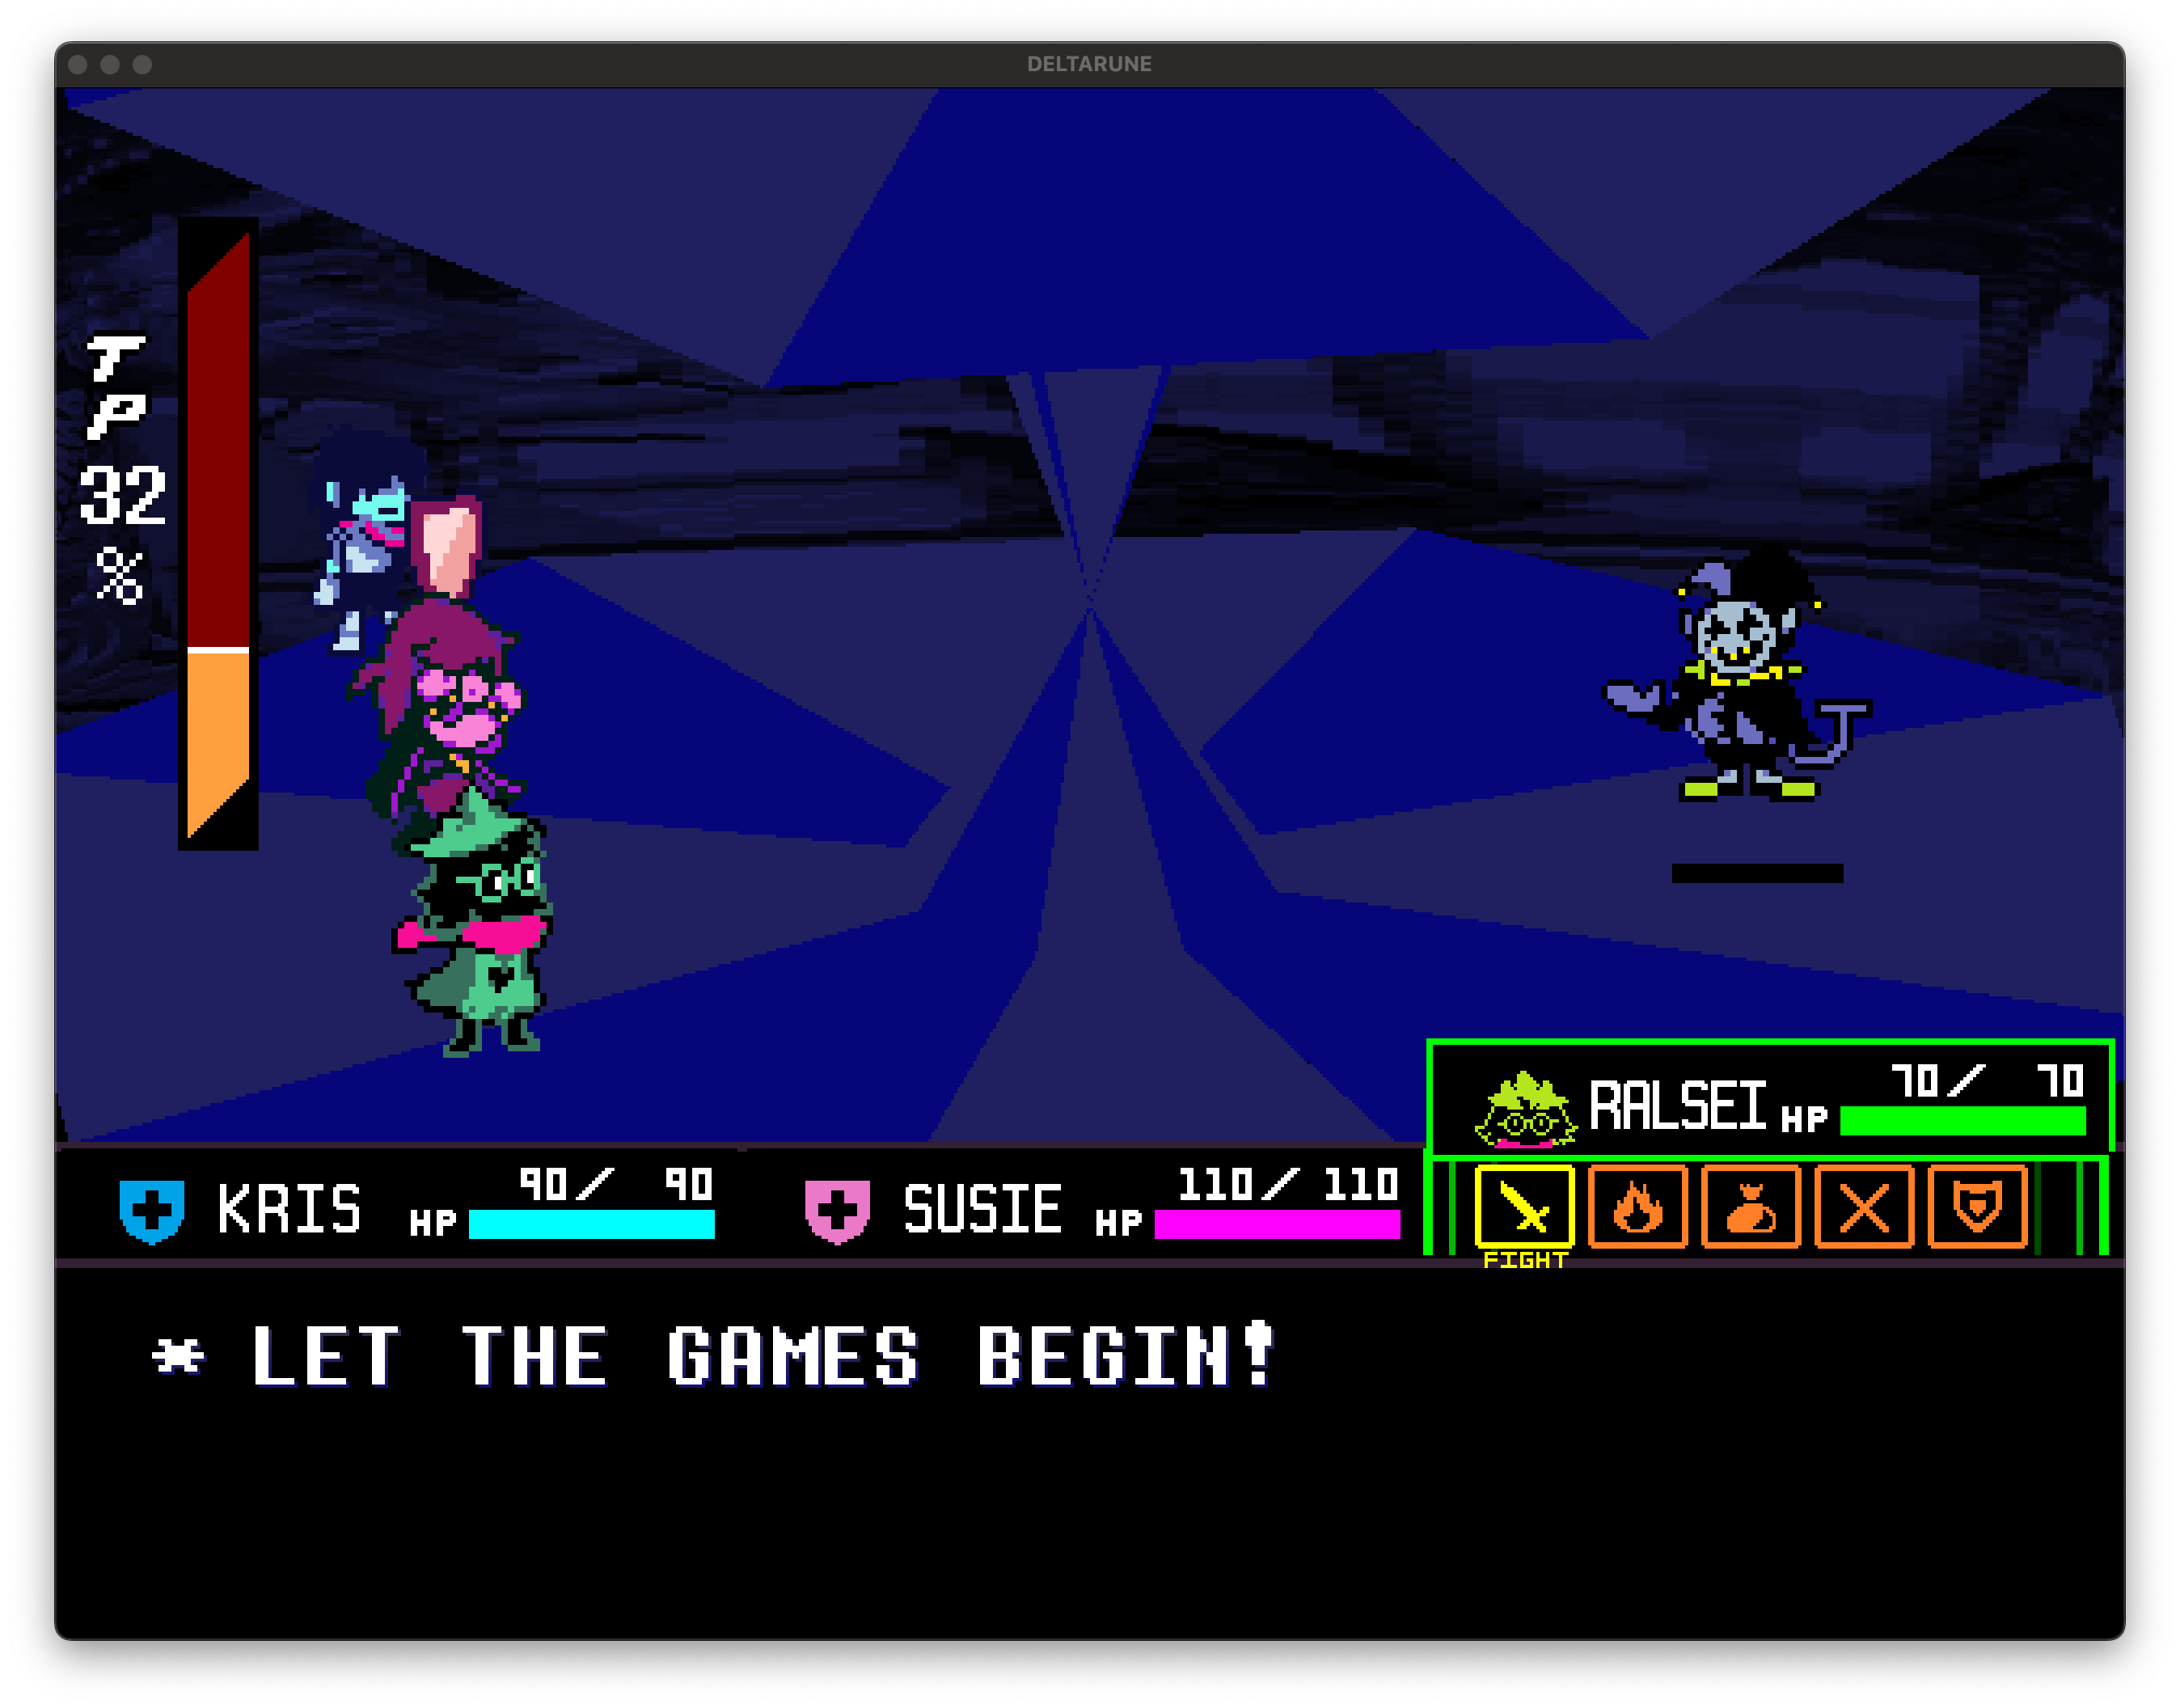 DELTARUNE
TP
32
%
RALSEI HP 70/ 70
KRIS HP 90/ 90
SUSIE HP 110/ 110
FIGHT
* LET THE GAMES BEGIN!